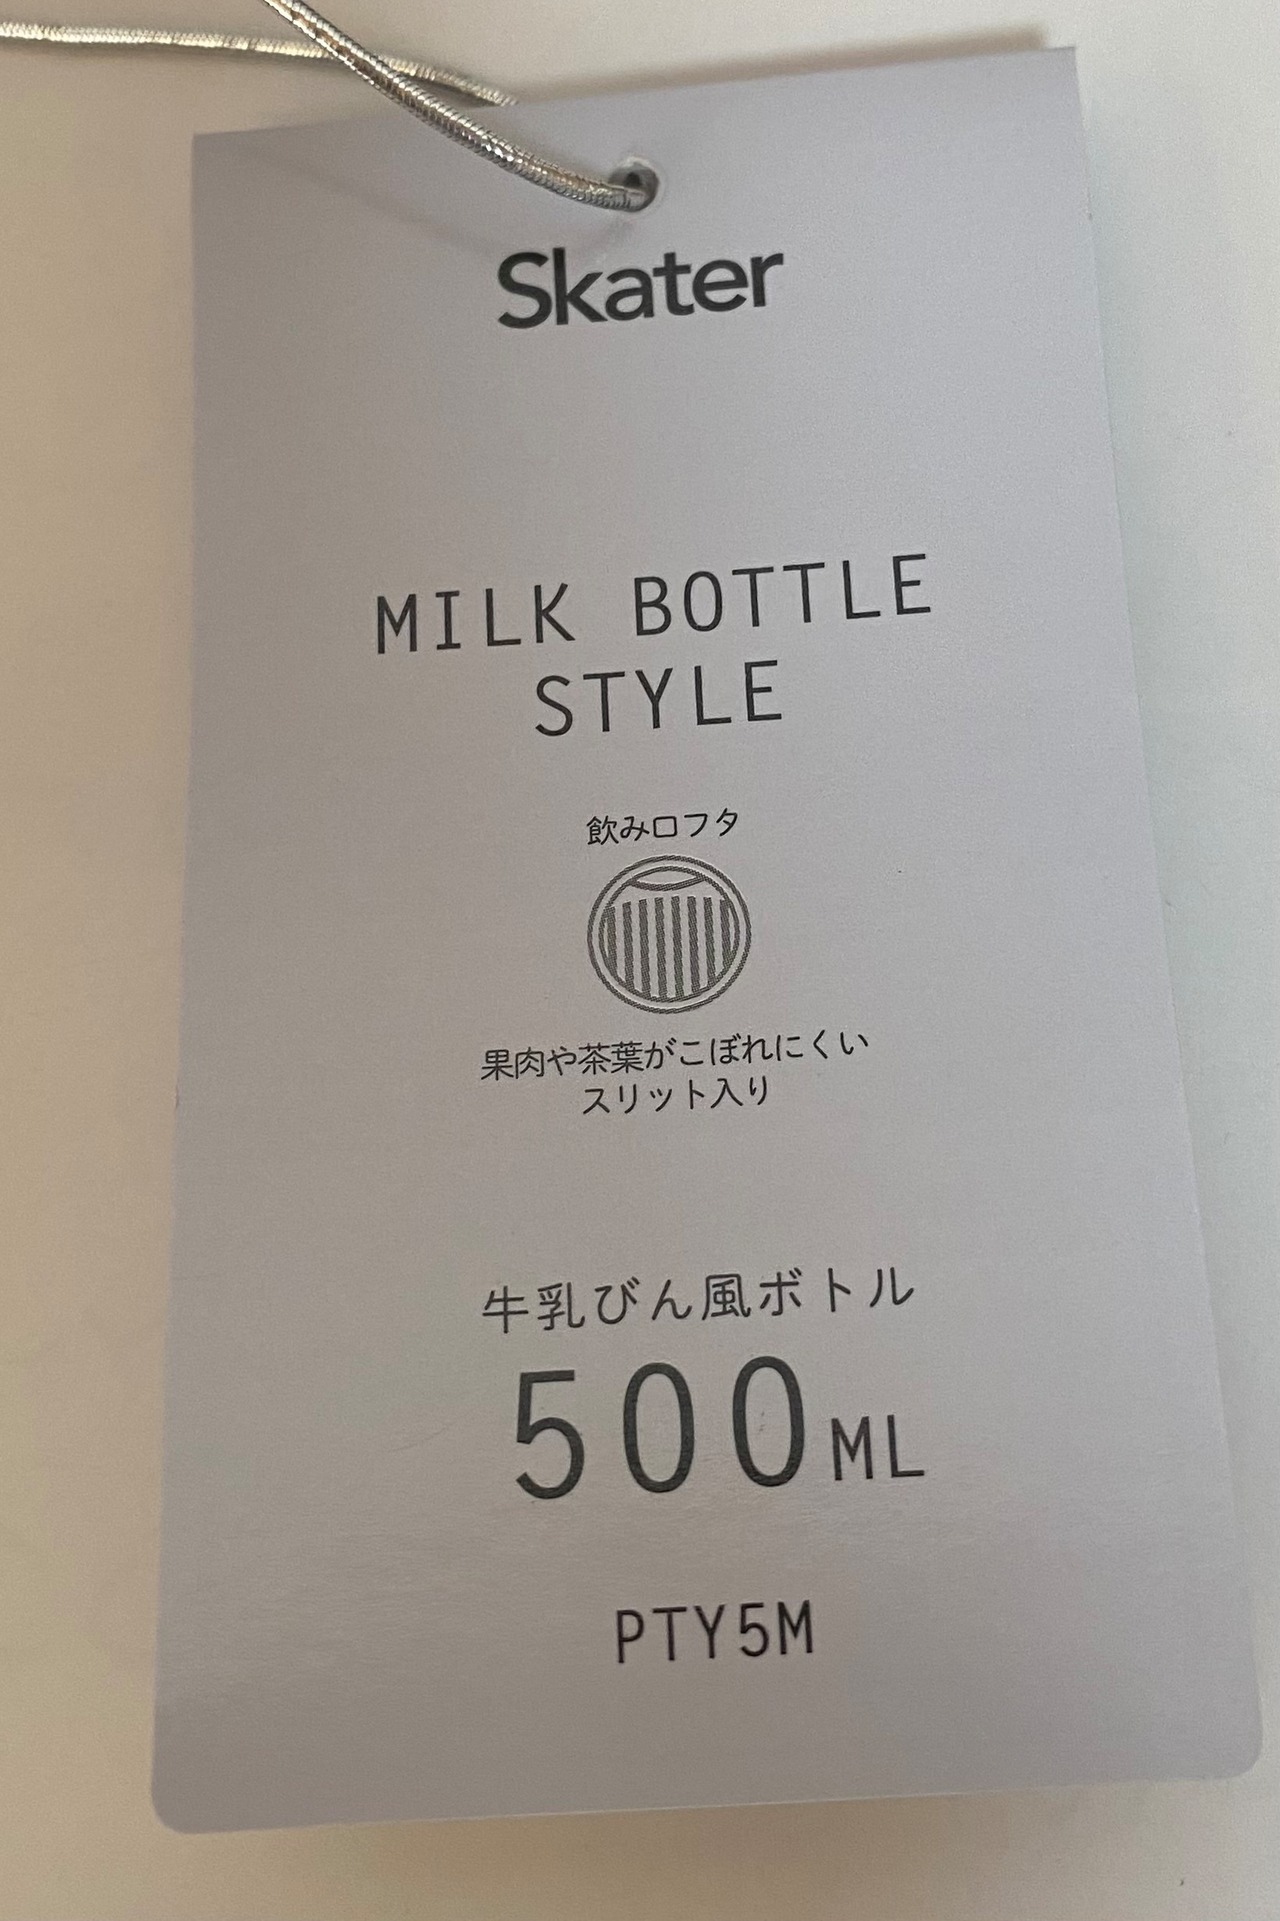 Skater
MILK BOTTLE
STYLE
飲み口フタ
果肉や茶葉がこぼれにくい
スリット入り
牛乳びん風ボトル
500ML
PTY5M